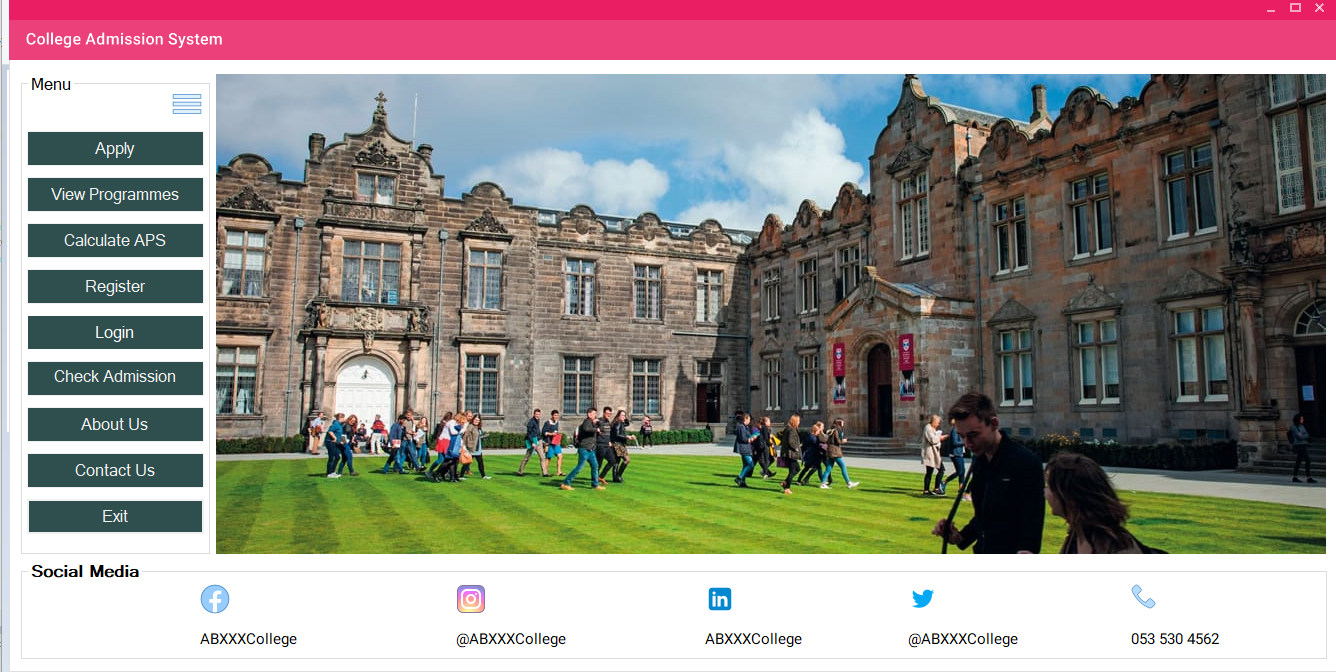 College Admission System
Menu
Apply
View Programmes
Calculate APS
Register
Login
Check Admission
About Us
Contact Us
Exit
Social Media
ABXXXCollege
@ABXXXCollege
ABXXXCollege
@ABXXXCollege
053 530 4562